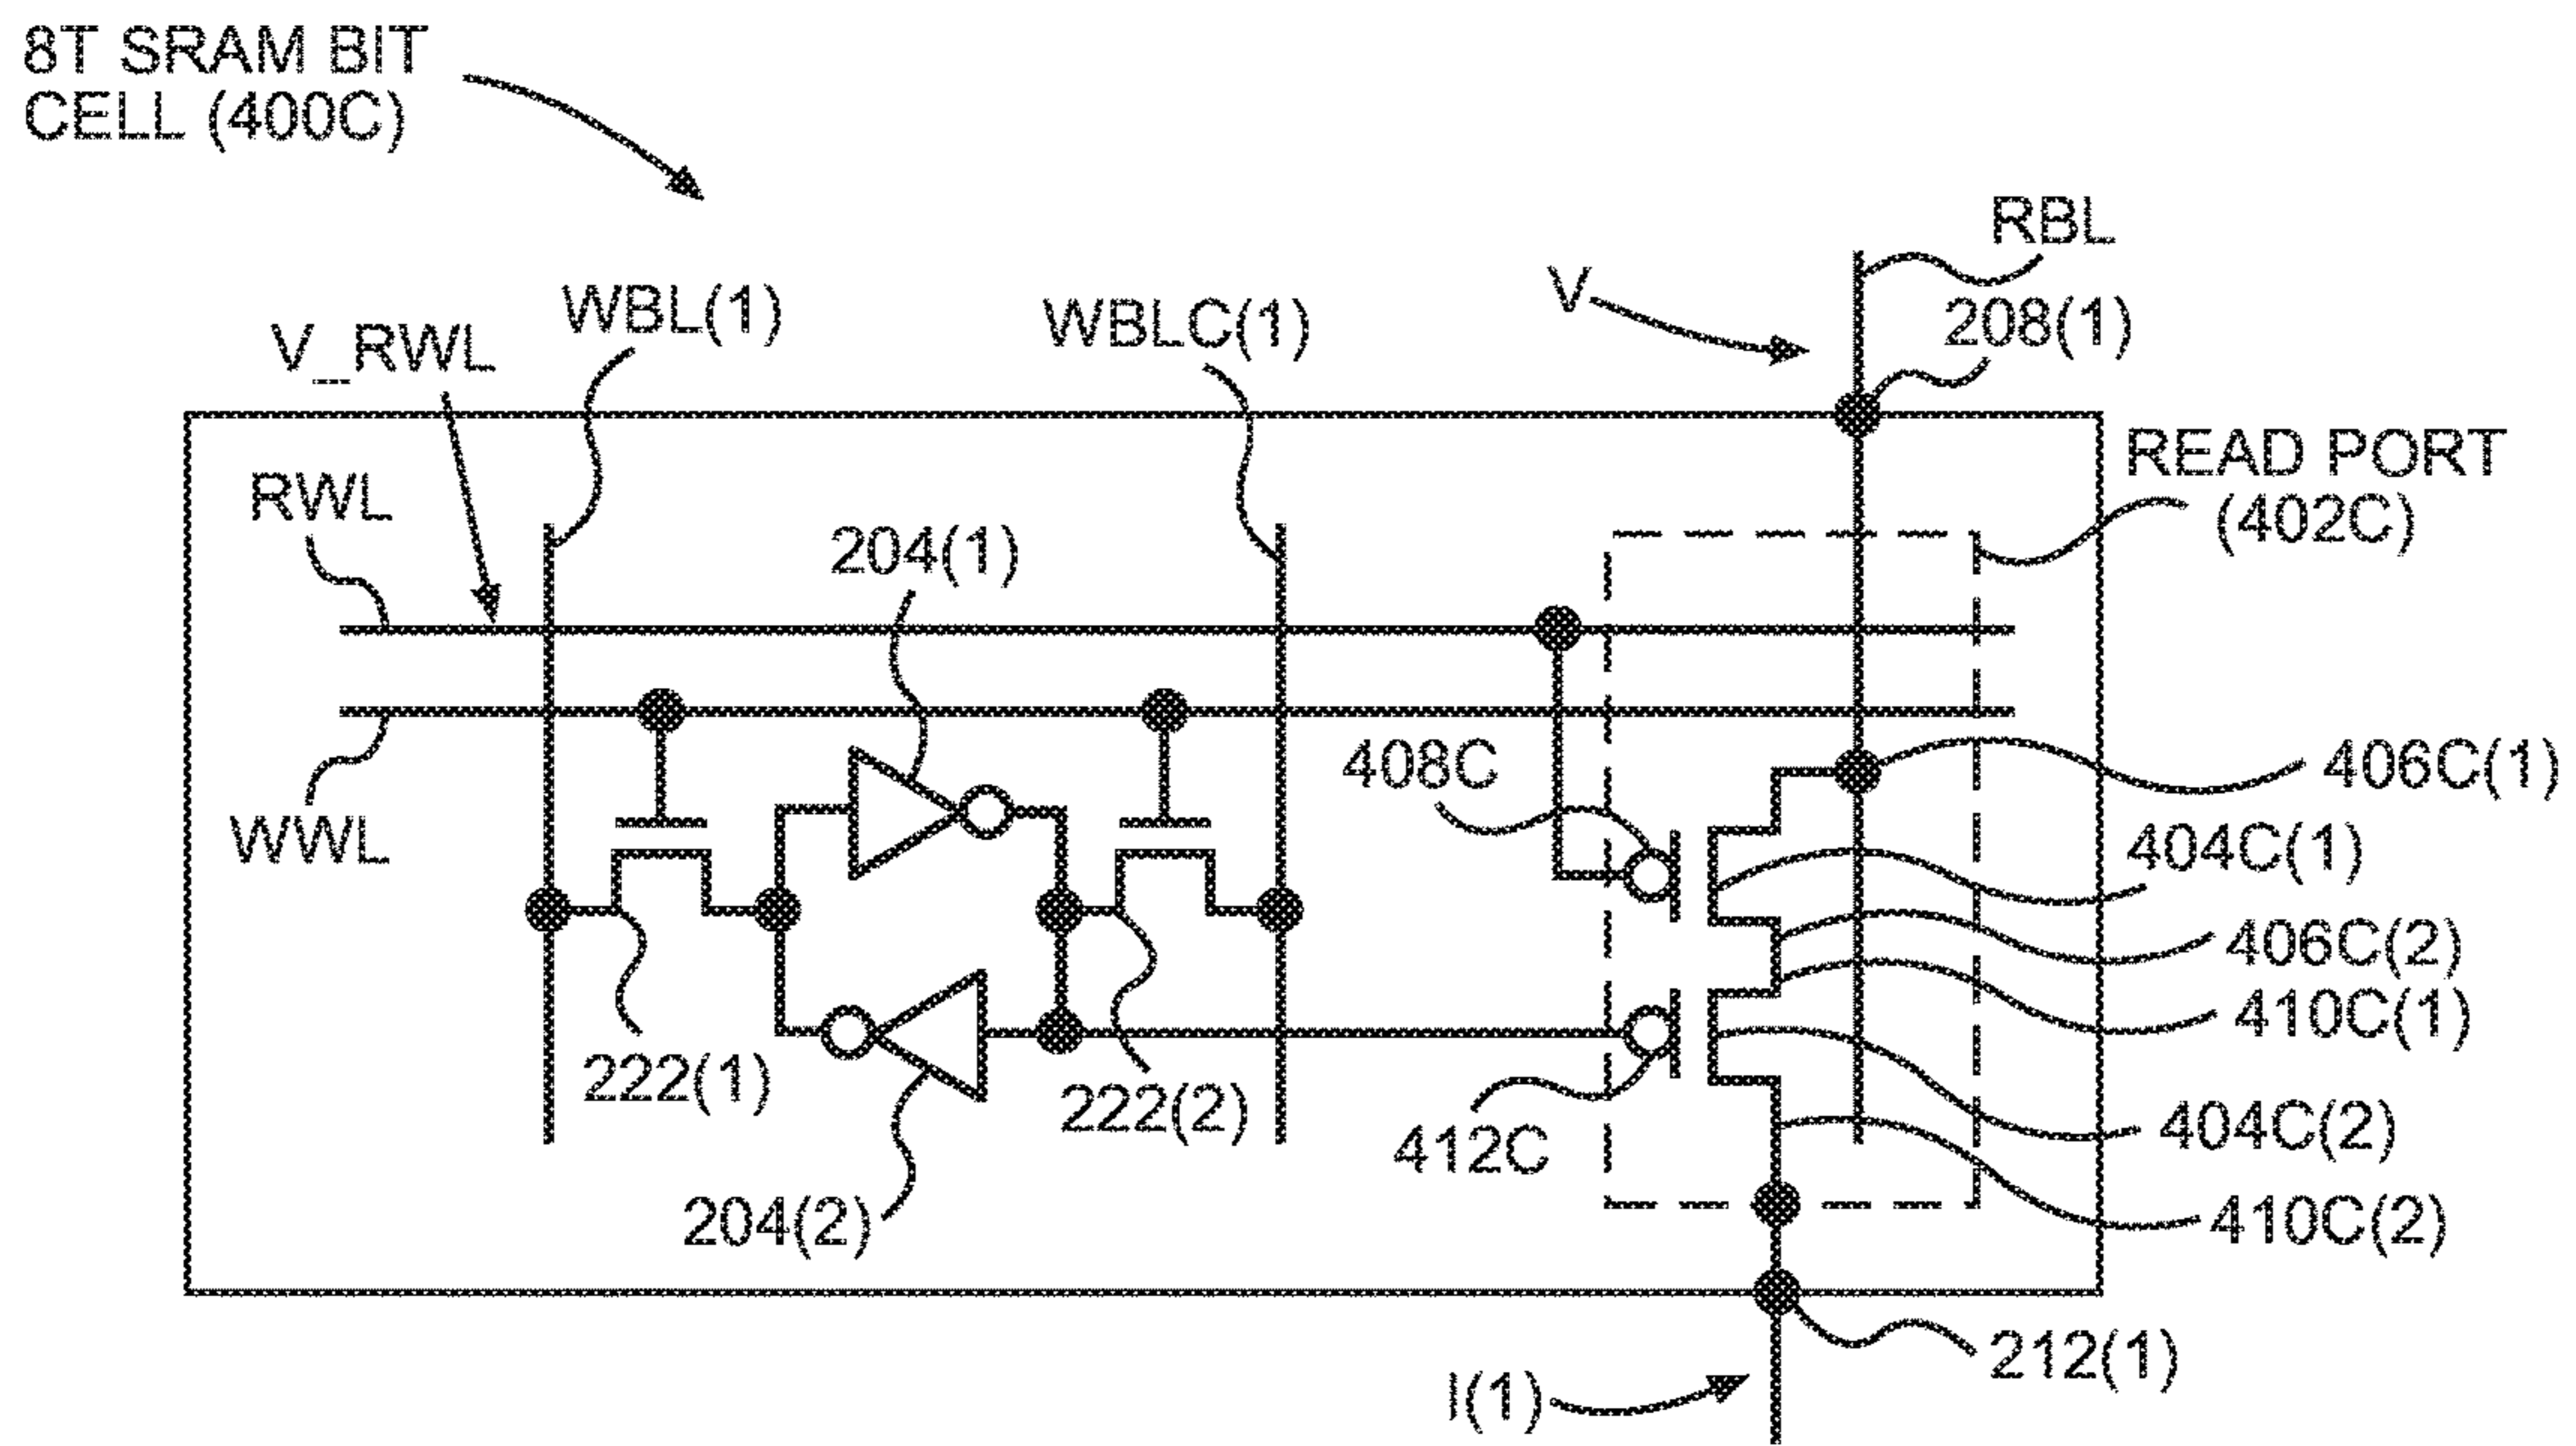 8T SRAM BIT
CELL (400C)
RBL
V
208(1)
WBL(1)
WBLC(1)
V_RWL
READ PORT
(402C)
RWL
204(1)
408C
406C(1)
WWL
404C(1)
406C(2)
410C(1)
222(1)
222(2)
412C
404C(2)
204(2)
410C(2)
212(1)
I(1)